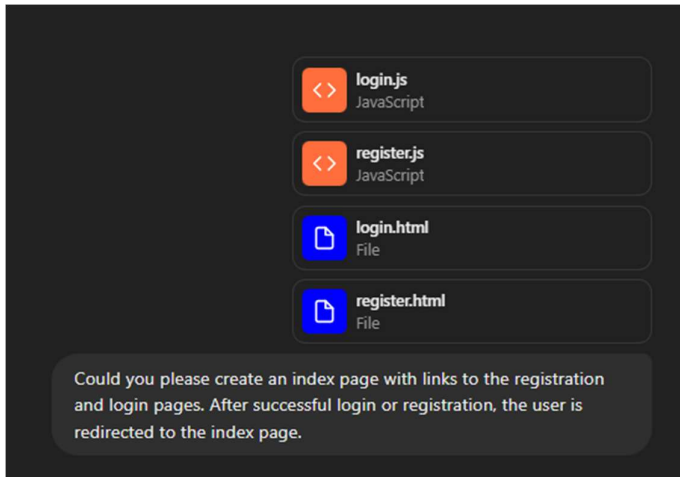 login.js
JavaScript
register.js
JavaScript
login.html
File
register.html
File
Could you please create an index page with links to the registration
and login pages. After successful login or registration, the user is
redirected to the index page.